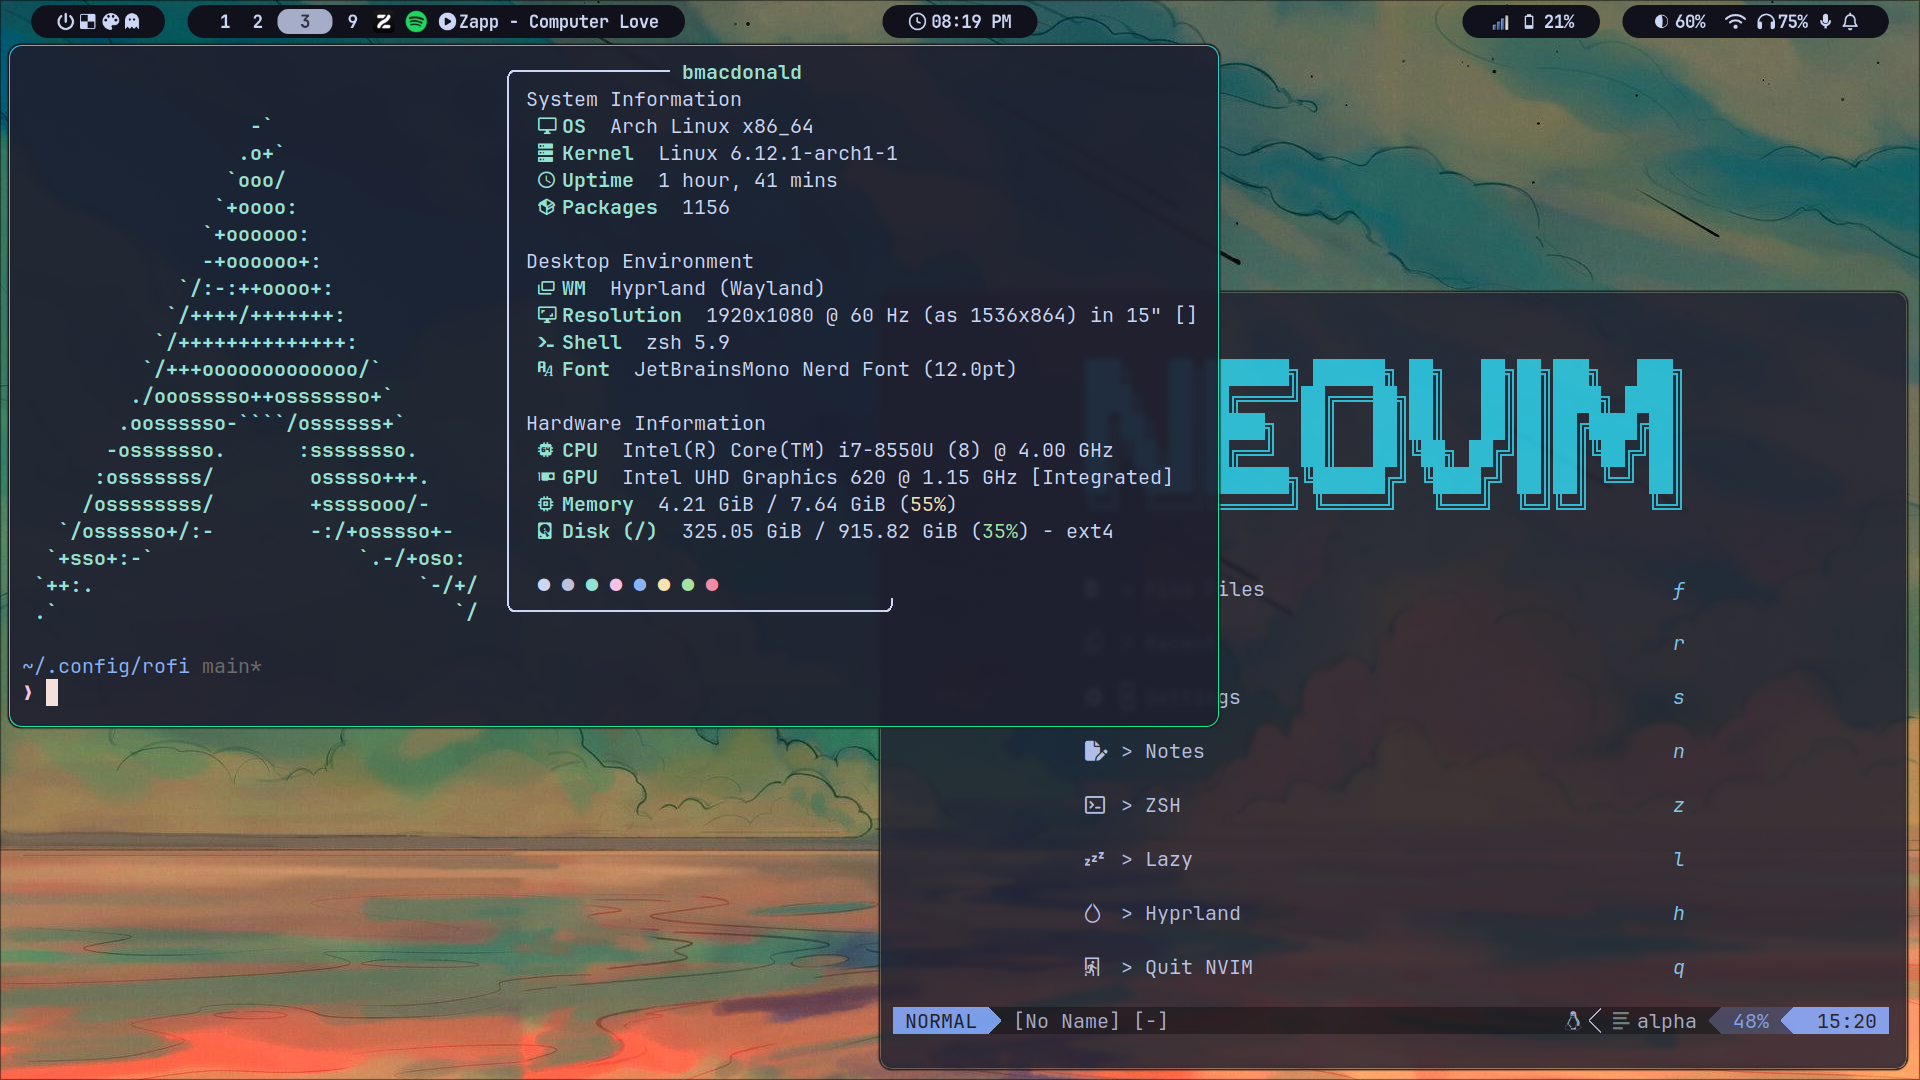 1 2 3 9 Z Zapp - Computer Love
08:19 PM
21%
60% 75%
bmacdonald
System Information
OS Arch Linux x86_64
Kernel Linux 6.12.1-arch1-1
Uptime 1 hour, 41 mins
Packages 1156
Desktop Environment
WM Hyprland (Wayland)
Resolution 1920x1080 @ 60 Hz (as 1536x864) in 15" []
Shell zsh 5.9
Font JetBrainsMono Nerd Font (12.0pt)
Hardware Information
CPU Intel(R) Core(TM) i7-8550U (8) @ 4.00 GHz
GPU Intel UHD Graphics 620 @ 1.15 GHz [Integrated]
Memory 4.21 GiB / 7.64 GiB (55%)
Disk (/) 325.05 GiB / 915.82 GiB (35%) - ext4
-`
.o+`
`ooo/
`+oooo:
`+oooooo:
-+oooooo+:
`/:-:++oooo+:
`/++++/+++++++:
`/++++++++++++++:
`/+++ooooooooooooo/`
./ooosssso++osssssso+`
.oossssso-````/ossssss+`
-osssssso. :ssssssso.
:osssssss/ osssso+++.
/ossssssss/ +ssssooo/-
`/ossssso+/:- -:/+osssso+-
`+sso+:-` `.-/+oso:
`++:. `-/+/
.` `/
~/.config/rofi main*
❯
NEOVIM
> Find Files f
> Recent r
> Settings s
> Notes n
> ZSH z
> Lazy l
> Hyprland h
> Quit NVIM q
NORMAL [No Name] [-] alpha 48% 15:20